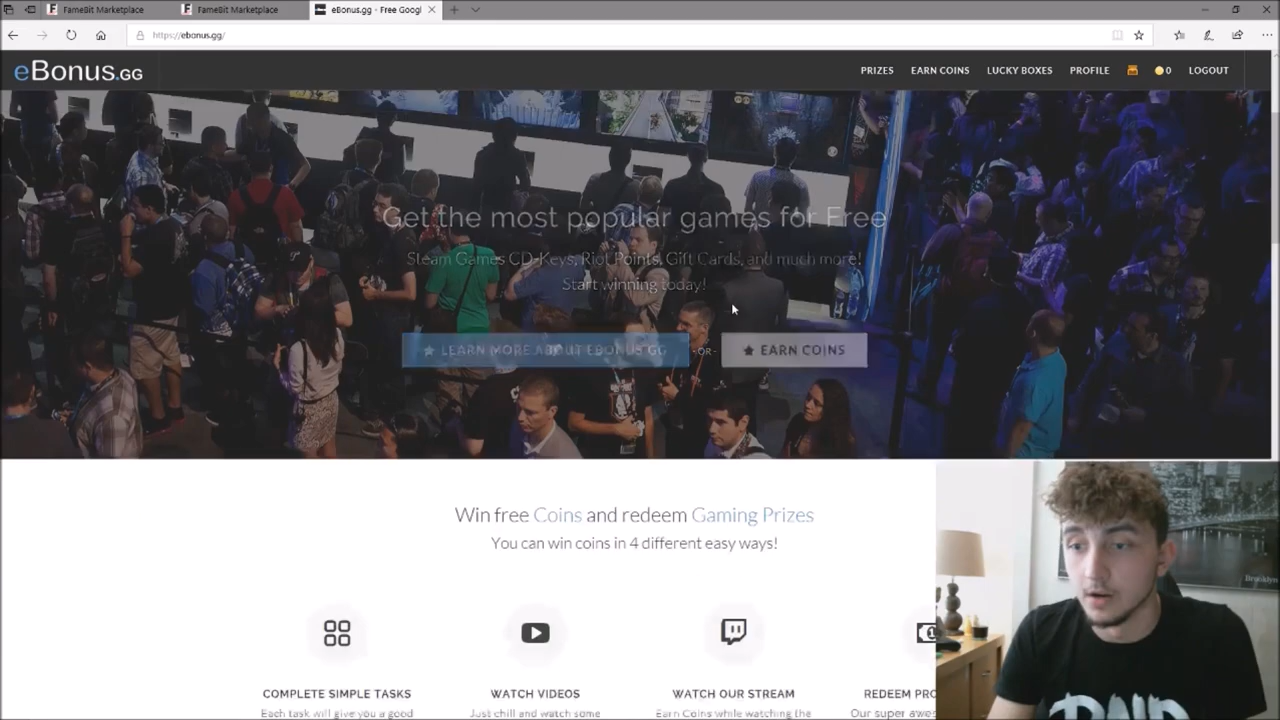 FameBit Marketplace
FameBit Marketplace
eBonus.gg - Free Googl
https://ebonus.gg/
eBonus.GG
PRIZES
EARN COINS
LUCKY BOXES
PROFILE
0
LOGOUT
Get the most popular games for Free
Steam Games CD-Keys, Riot Points, Gift Cards, and much more!
Start winning today!
LEARN MORE ABOUT EBONUS.GG
- OR -
EARN COINS
Win free Coins and redeem Gaming Prizes
You can win coins in 4 different easy ways!
Brooklyn
COMPLETE SIMPLE TASKS
WATCH VIDEOS
WATCH OUR STREAM
REDEEM PRO
Each task will give you a good
Just chill and watch some
Earn Coins while watching the
Our super awes